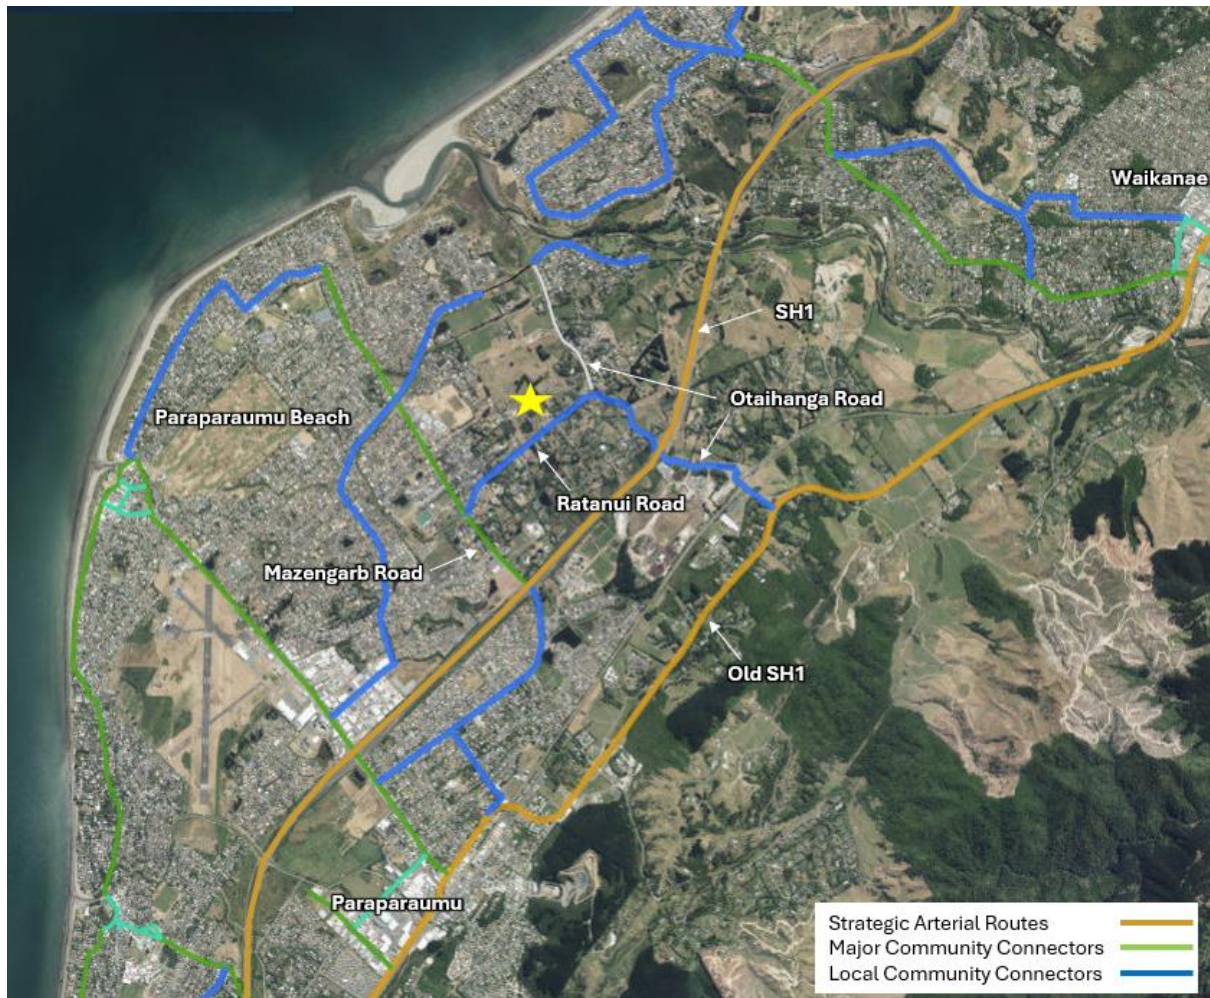 Waikanae
SH1
Otaihanga Road
Paraparaumu Beach
Ratanui Road
Mazengarb Road
Old SH1
Paraparaumu
Strategic Arterial Routes
Major Community Connectors
Local Community Connectors